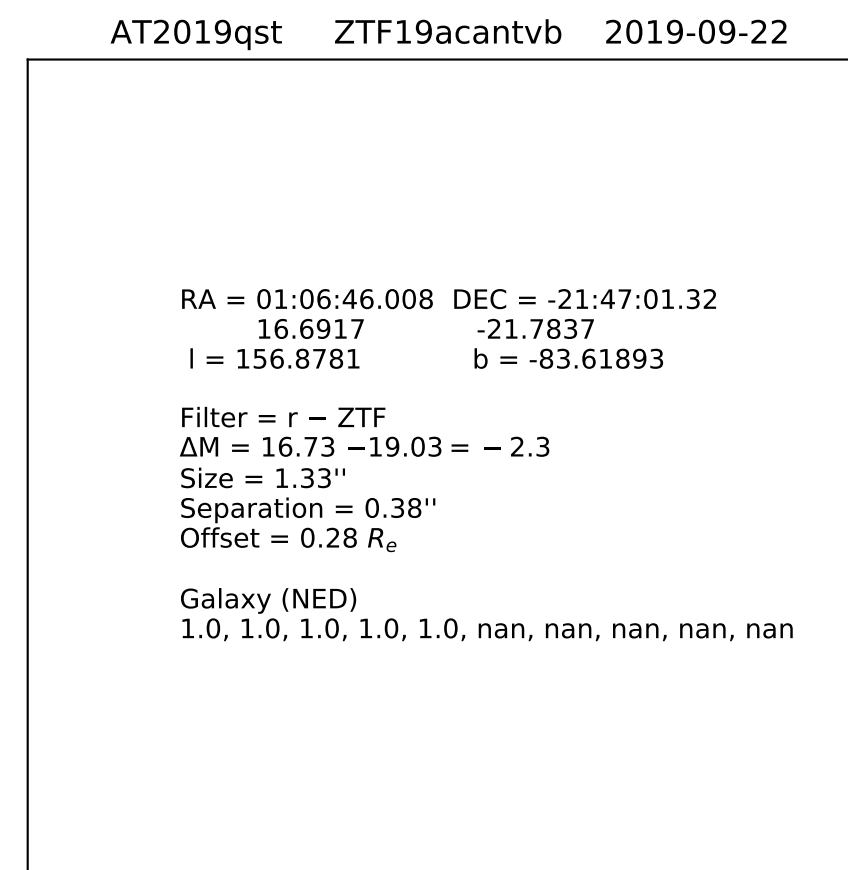 AT2019qst ZTF19acantvb 2019-09-22
RA = 01:06:46.008 DEC = -21:47:01.32
16.6917 -21.7837
l = 156.8781 b = -83.61893
Filter = r − ZTF
ΔM = 16.73 −19.03 = − 2.3
Size = 1.33''
Separation = 0.38''
Offset = 0.28 Rₑ
Galaxy (NED)
1.0, 1.0, 1.0, 1.0, 1.0, nan, nan, nan, nan, nan